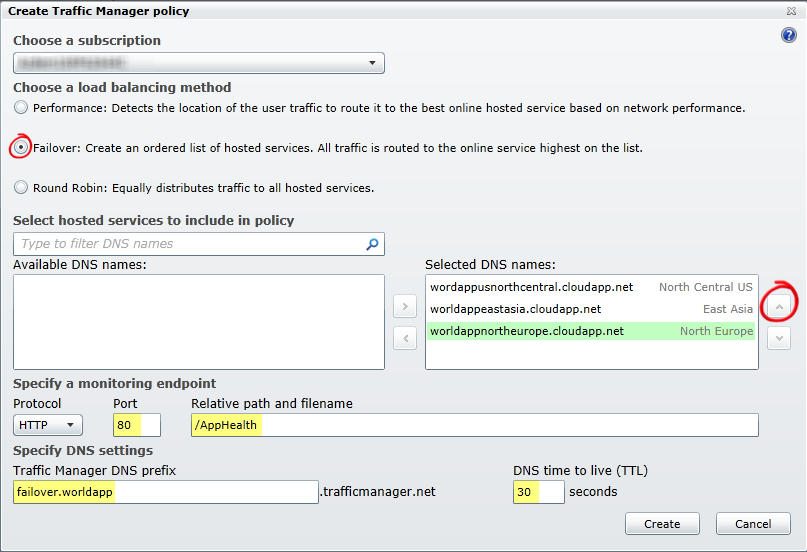 Create Traffic Manager policy
Choose a subscription
Choose a load balancing method
Performance: Detects the location of the user traffic to route it to the best online hosted service based on network performance.
Failover: Create an ordered list of hosted services. All traffic is routed to the online service highest on the list.
Round Robin: Equally distributes traffic to all hosted services.
Select hosted services to include in policy
Type to filter DNS names
Available DNS names:
Selected DNS names:
wordappusnorthcentral.cloudapp.net North Central US
worldappeastasia.cloudapp.net East Asia
worldappnortheurope.cloudapp.net North Europe
Specify a monitoring endpoint
Protocol Port Relative path and filename
HTTP 80 /AppHealth
Specify DNS settings
Traffic Manager DNS prefix DNS time to live (TTL)
failover.worldapp .trafficmanager.net 30 seconds
Create Cancel